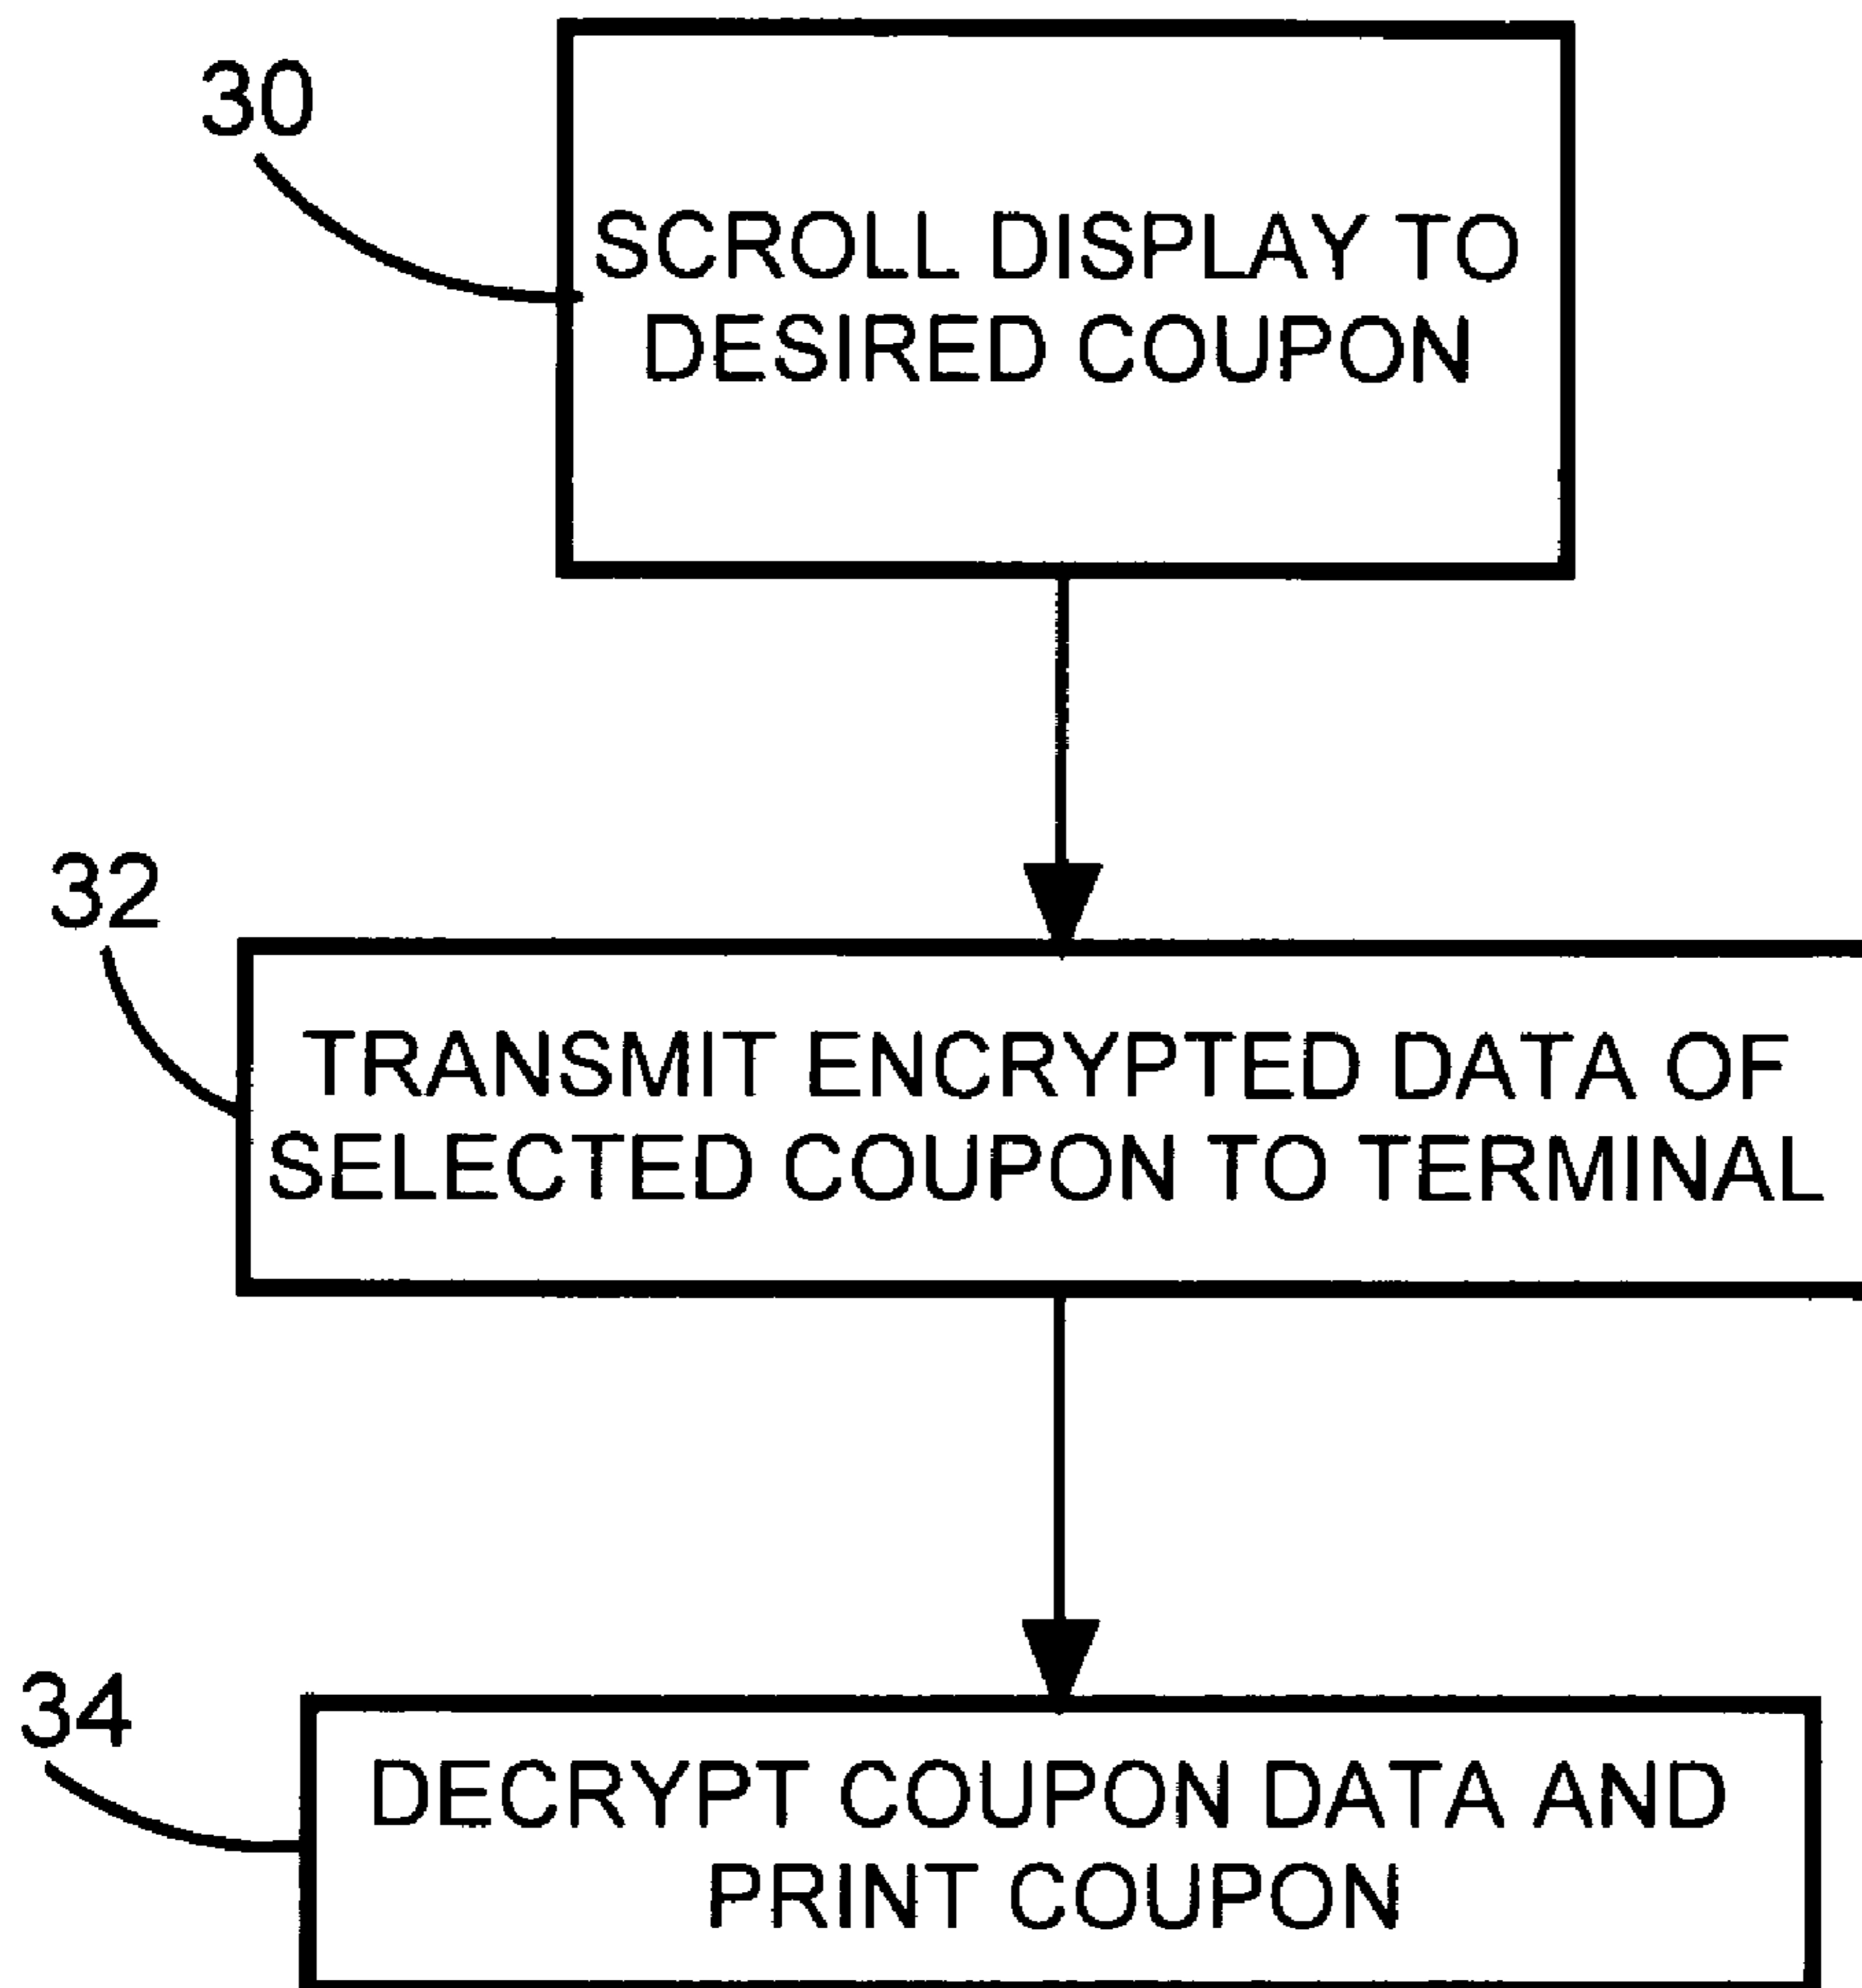 30
SCROLL DISPLAY TO
DESIRED COUPON
32
TRANSMIT ENCRYPTED DATA OF
SELECTED COUPON TO TERMINAL
34
DECRYPT COUPON DATA AND
PRINT COUPON